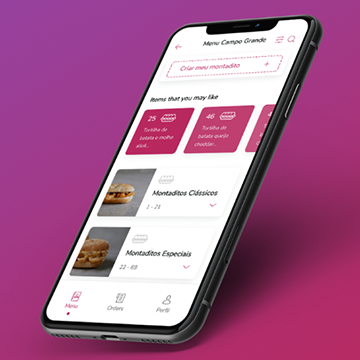 Menu Campo Grande
Criar meu montadito +
Items that you may like
25
Tortilha de
batata e molho
aioli...
46
Tortilha de
batata queijo
cheddar...
Montaditos Clássicos
1 - 21
Montaditos Especiais
22 - 69
Menu
Orders
Perfil